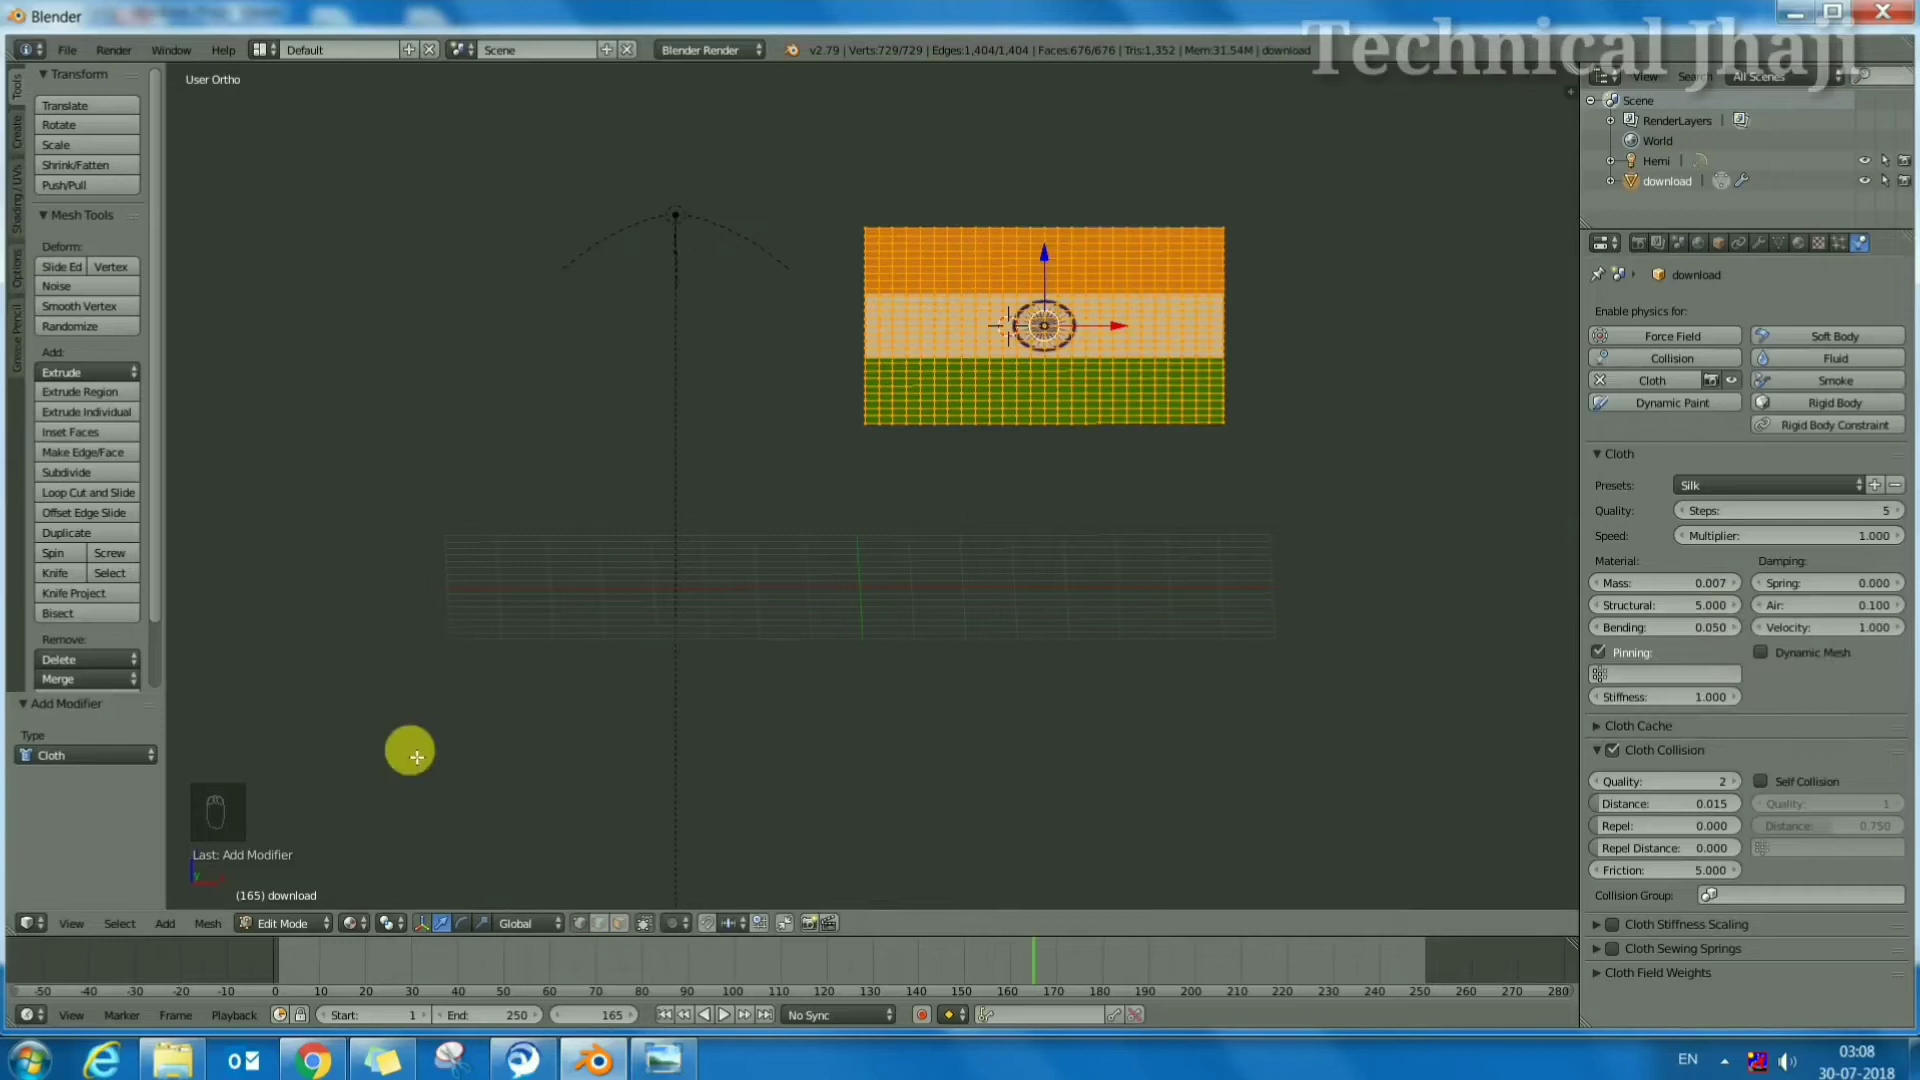 Blender
Technical Jhaji
File Render Window Help Default Scene Blender Render v2.79 | Verts:729/729 | Edges:1,404/1,404 | Faces:676/676 | Tris:1,352 | Mem:31.54M | download
View Search All Scenes
Tools
Create
Shading / UVs
Options
Grease Pencil
Transform
Translate
Rotate
Scale
Shrink/Fatten
Push/Pull
Mesh Tools
Deform:
Slide Ed Vertex
Noise
Smooth Vertex
Randomize
Add:
Extrude
Extrude Region
Extrude Individual
Inset Faces
Make Edge/Face
Subdivide
Loop Cut and Slide
Offset Edge Slide
Duplicate
Spin Screw
Knife Select
Knife Project
Bisect
Remove:
Delete
Merge
Add Modifier
Type
Cloth
User Ortho
Last: Add Modifier
y
(165) download
Scene
RenderLayers |
World
Hemi |
download |
download
Enable physics for:
Force Field Soft Body
Collision Fluid
Cloth Smoke
Dynamic Paint Rigid Body
Rigid Body Constraint
Cloth
Presets: Silk
Quality: Steps: 5
Speed: Multiplier: 1.000
Material: Damping:
Mass: 0.007 Spring: 0.000
Structural: 5.000 Air: 0.100
Bending: 0.050 Velocity: 1.000
Pinning: Dynamic Mesh
Stiffness: 1.000
Cloth Cache
Cloth Collision
Quality: 2 Self Collision
Distance: 0.015 Quality: 1
Repel: 0.000 Distance: 0.750
Repel Distance: 0.000
Friction: 5.000
Collision Group:
Cloth Stiffness Scaling
Cloth Sewing Springs
Cloth Field Weights
View Select Add Mesh Edit Mode Global
-50 -40 -30 -20 -10 0 10 20 30 40 50 60 70 80 90 100 110 120 130 140 150 160 170 180 190 200 210 220 230 240 250 260 270 280
View Marker Frame Playback Start: 1 End: 250 165 No Sync
EN
03:08
30-07-2018